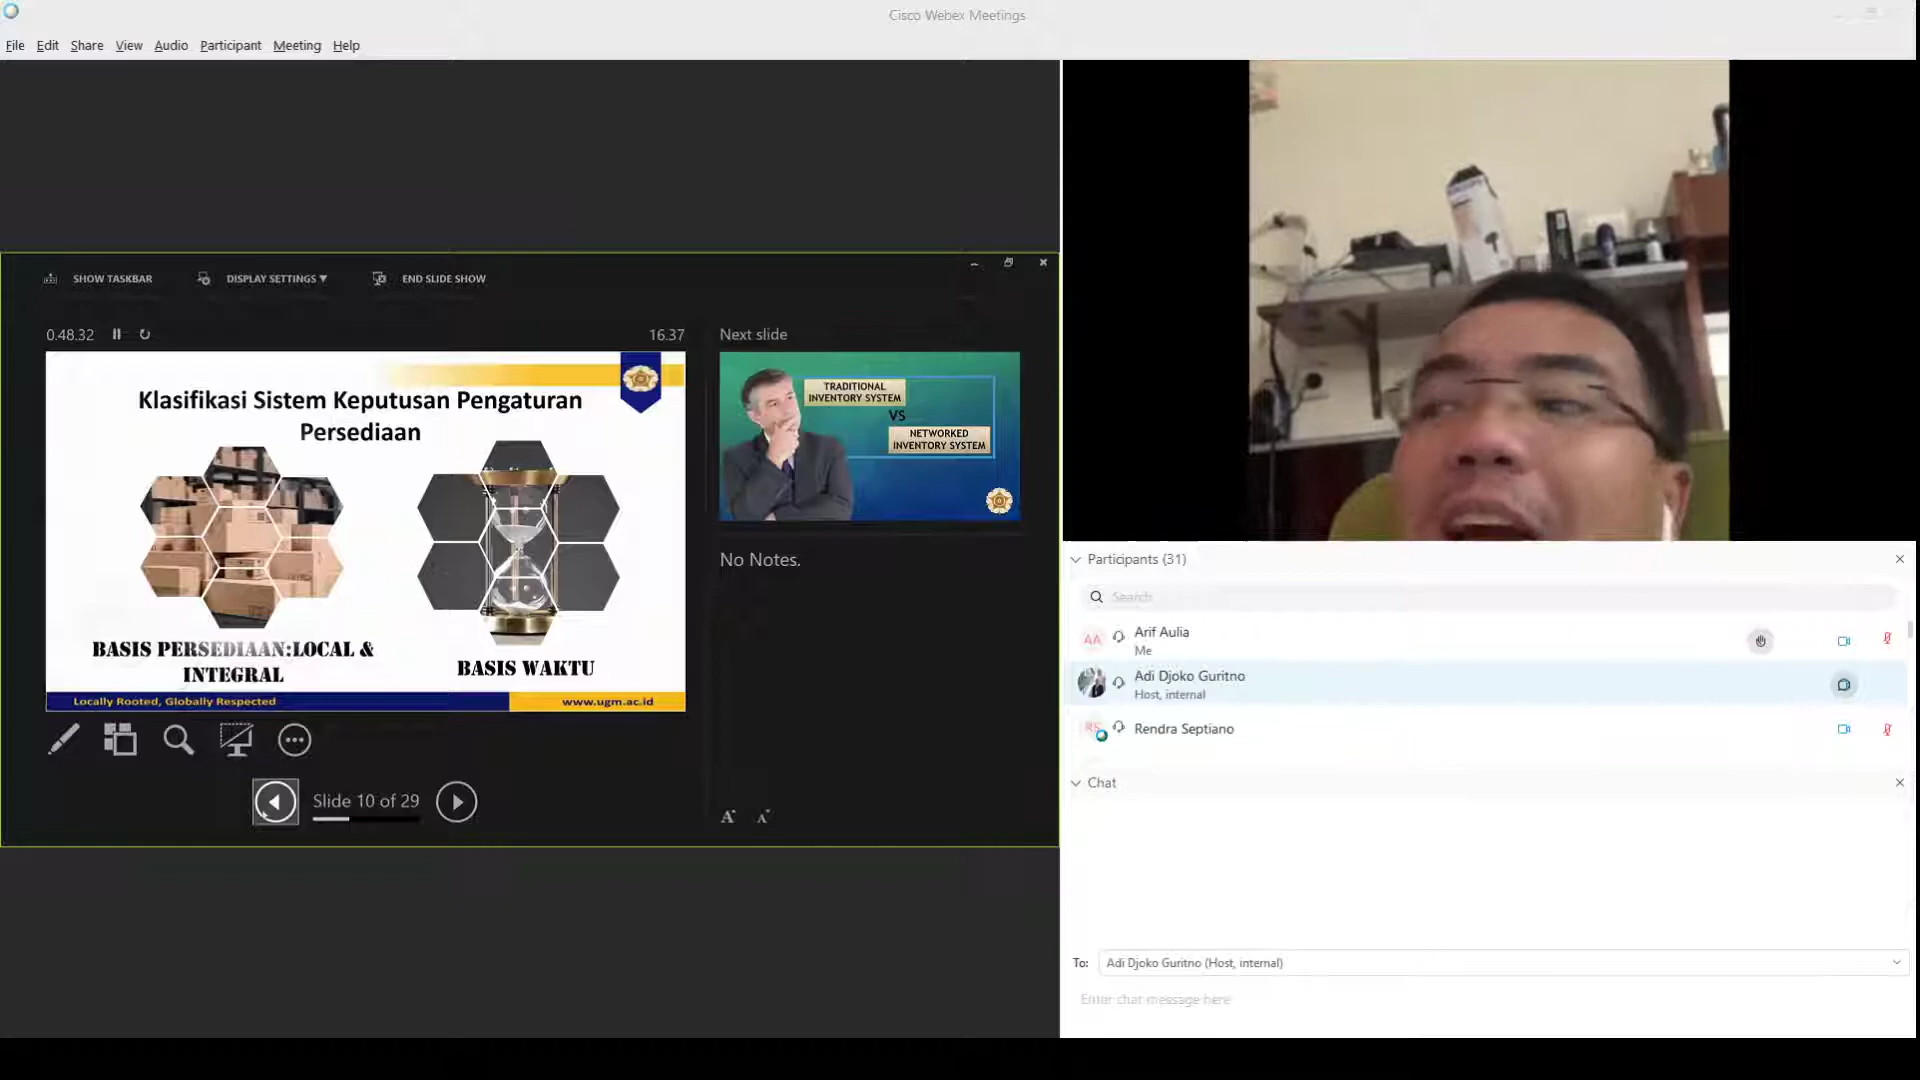 Cisco Webex Meetings
File Edit Share View Audio Participant Meeting Help
SHOW TASKBAR DISPLAY SETTINGS ▼ END SLIDE SHOW
0.48.32 16.37 Next slide
Klasifikasi Sistem Keputusan Pengaturan
Persediaan
BASIS PERSEDIAAN:LOCAL &
INTEGRAL
BASIS WAKTU
Locally Rooted, Globally Respected www.ugm.ac.id
TRADITIONAL
INVENTORY SYSTEM
VS
NETWORKED
INVENTORY SYSTEM
No Notes.
Slide 10 of 29
A A
Participants (31)
Search
AA Arif Aulia
Me
Adi Djoko Guritno
Host, internal
RS Rendra Septiano
Chat
To: Adi Djoko Guritno (Host, internal)
Enter chat message here